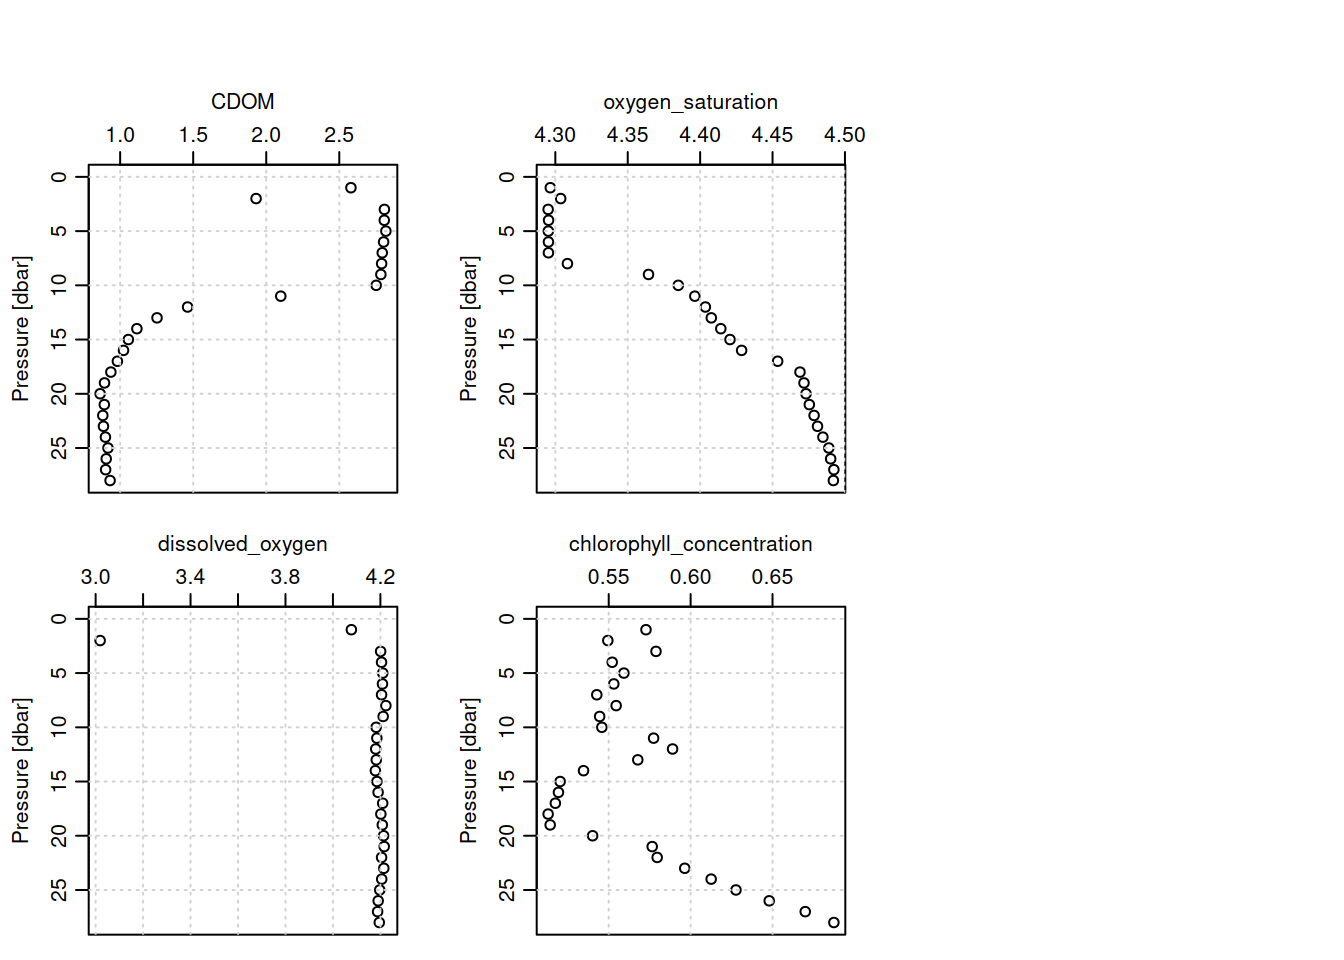 CDOM
1.0 1.5 2.0 2.5
Pressure [dbar]
0
5
10
15
20
25
oxygen_saturation
4.30 4.35 4.40 4.45 4.50
Pressure [dbar]
0
5
10
15
20
25
dissolved_oxygen
3.0 3.4 3.8 4.2
Pressure [dbar]
0
5
10
15
20
25
chlorophyll_concentration
0.55 0.60 0.65
Pressure [dbar]
0
5
10
15
20
25